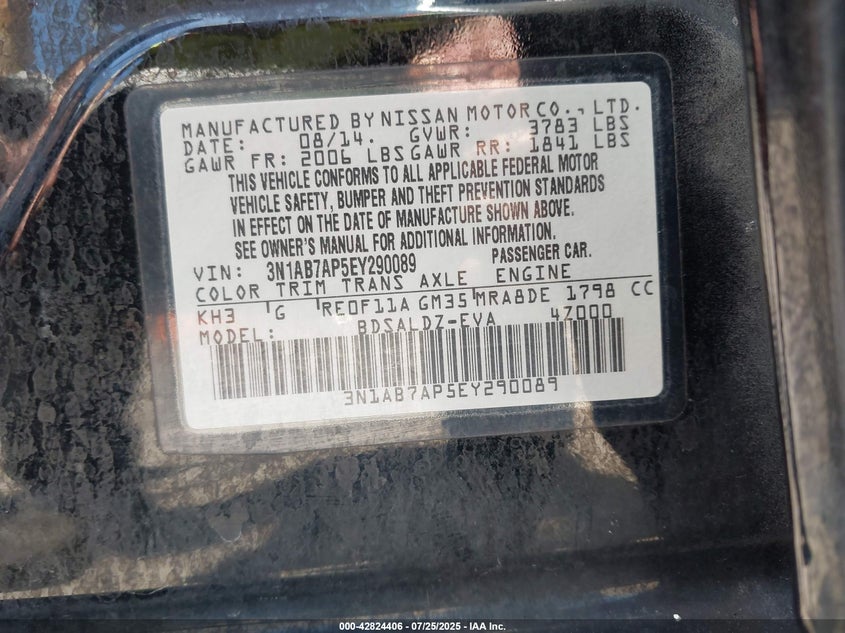 MANUFACTURED BY NISSAN MOTOR CO., LTD.
DATE: 08/14. GVWR: 3783 LBS
GAWR FR: 2006 LBS GAWR RR: 1841 LBS
THIS VEHICLE CONFORMS TO ALL APPLICABLE FEDERAL MOTOR
VEHICLE SAFETY, BUMPER AND THEFT PREVENTION STANDARDS
IN EFFECT ON THE DATE OF MANUFACTURE SHOWN ABOVE.
SEE OWNER'S MANUAL FOR ADDITIONAL INFORMATION.
VIN: 3N1AB7AP5EY290089 PASSENGER CAR.
COLOR TRIM TRANS AXLE ENGINE
KH3 G RE0F11A GM35 MRA8DE 1798 CC
MODEL: BDSALDZ-EVA 47000
3N1AB7AP5EY290089
000-42824406 - 07/25/2025 - IAA Inc.